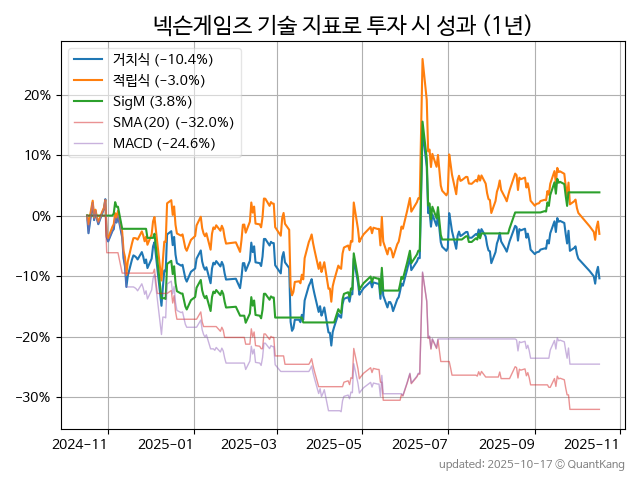 넥슨게임즈 기술 지표로 투자 시 성과 (1년)
거치식 (−10.4%)
적립식 (−3.0%)
SigM (3.8%)
SMA(20) (−32.0%)
MACD (−24.6%)
20%
10%
0%
−10%
−20%
−30%
2024-11
2025-01
2025-03
2025-05
2025-07
2025-09
2025-11
updated: 2025-10-17 © QuantKang